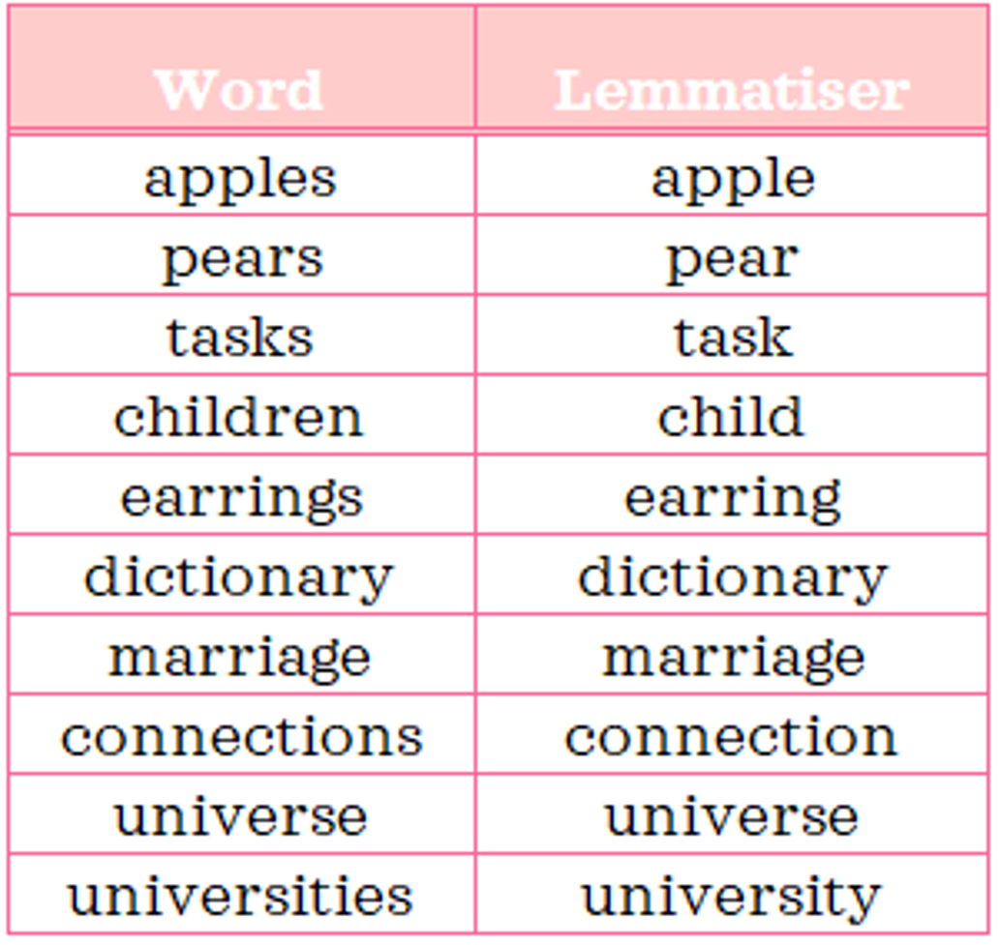 Word Lemmatiser
apples apple
pears pear
tasks task
children child
earrings earring
dictionary dictionary
marriage marriage
connections connection
universe universe
universities university